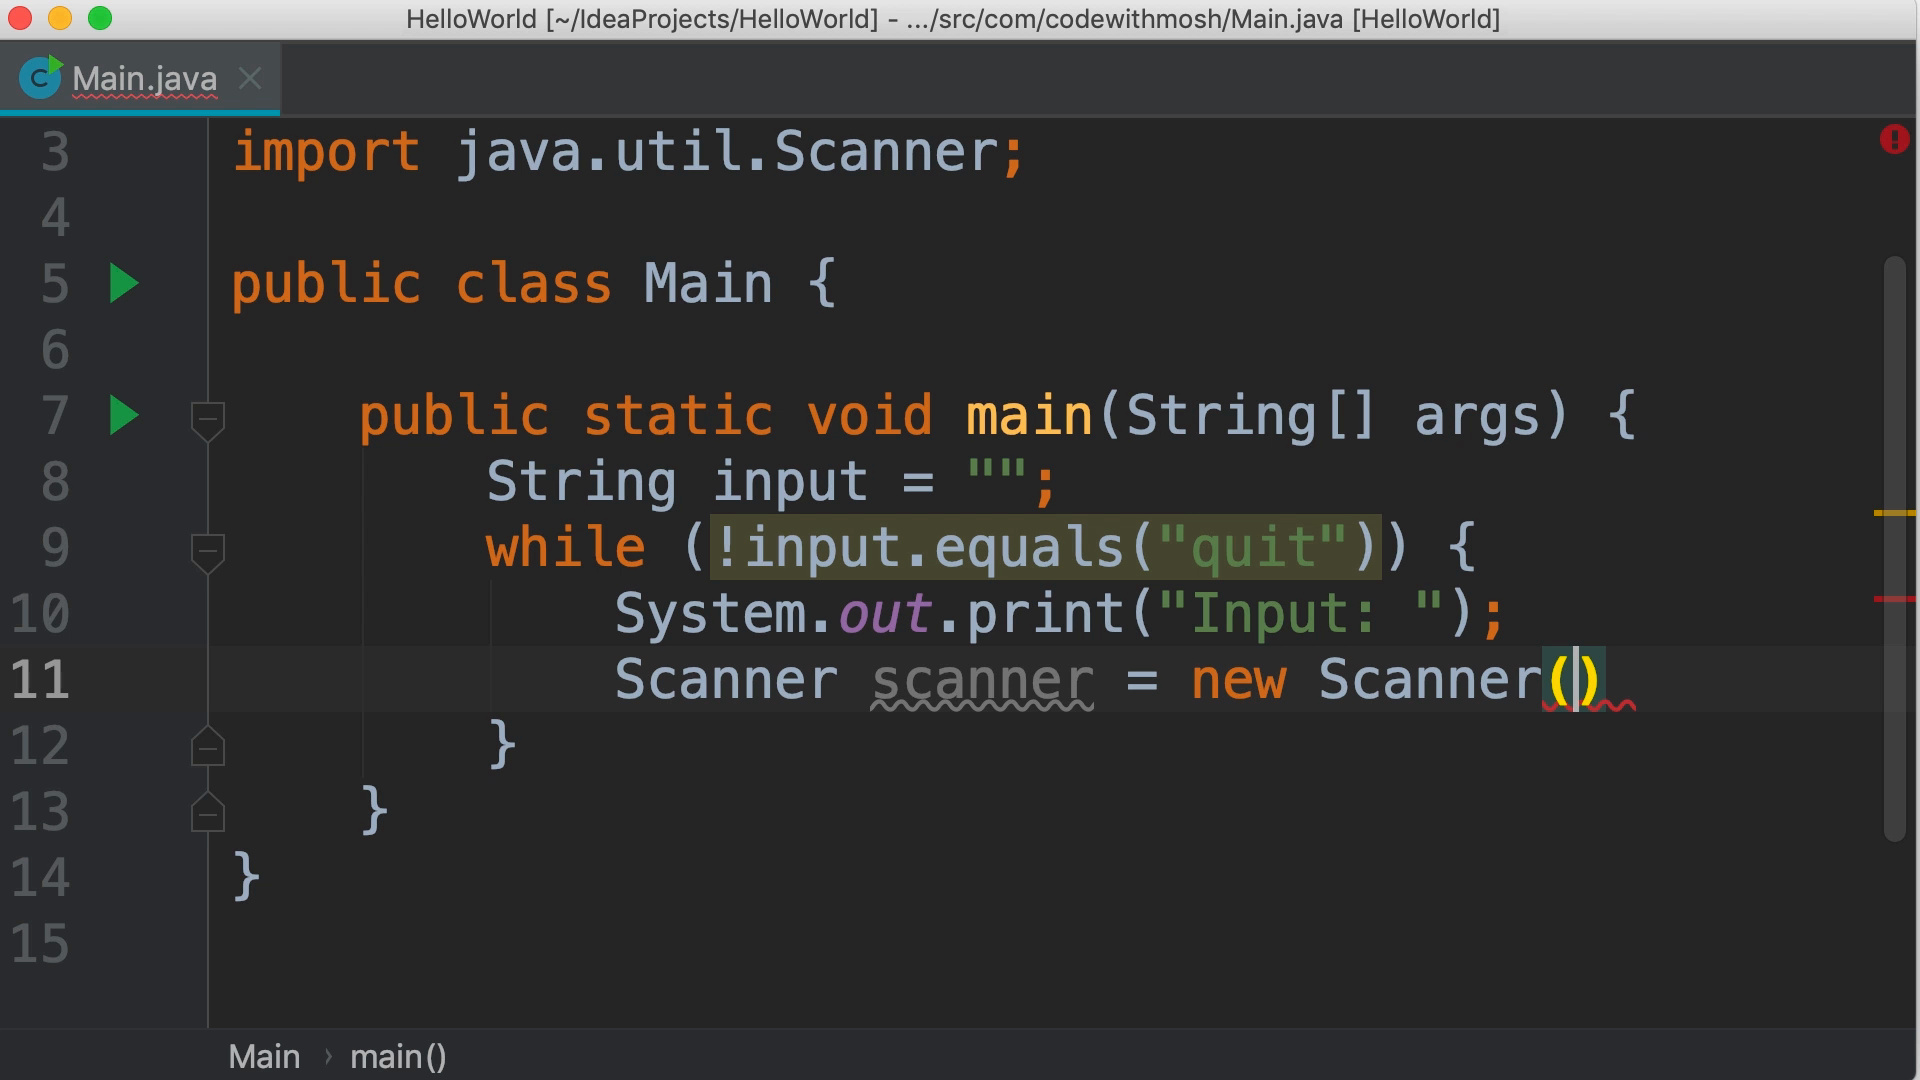 HelloWorld [~/IdeaProjects/HelloWorld] - .../src/com/codewithmosh/Main.java [HelloWorld]
C Main.java
3 import java.util.Scanner;
4
5 public class Main {
6
7 public static void main(String[] args) {
8 String input = "";
9 while (!input.equals("quit")) {
10 System.out.print("Input: ");
11 Scanner scanner = new Scanner()
12 }
13 }
14 }
15
Main › main()